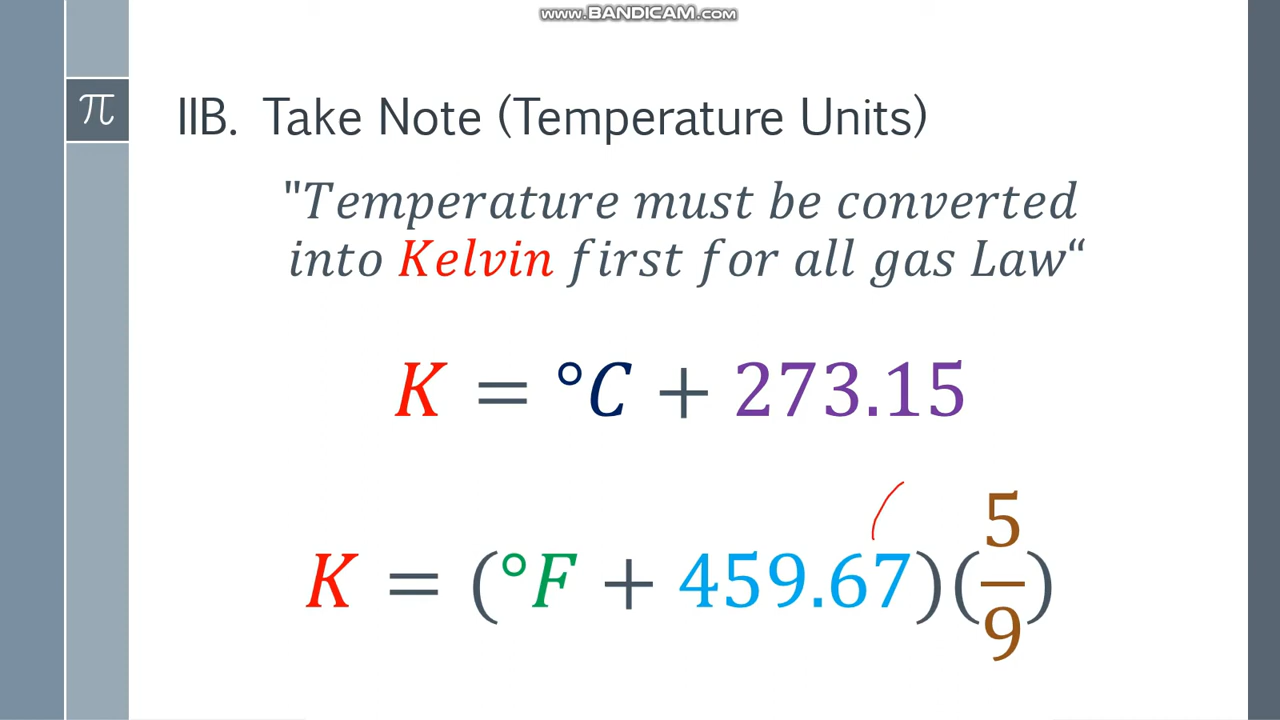 www.BANDICAM.com
π
IIB. Take Note (Temperature Units)
"Temperature must be converted
into Kelvin first for all gas Law“
K = °C + 273.15
K = (°F + 459.67)(5/9)